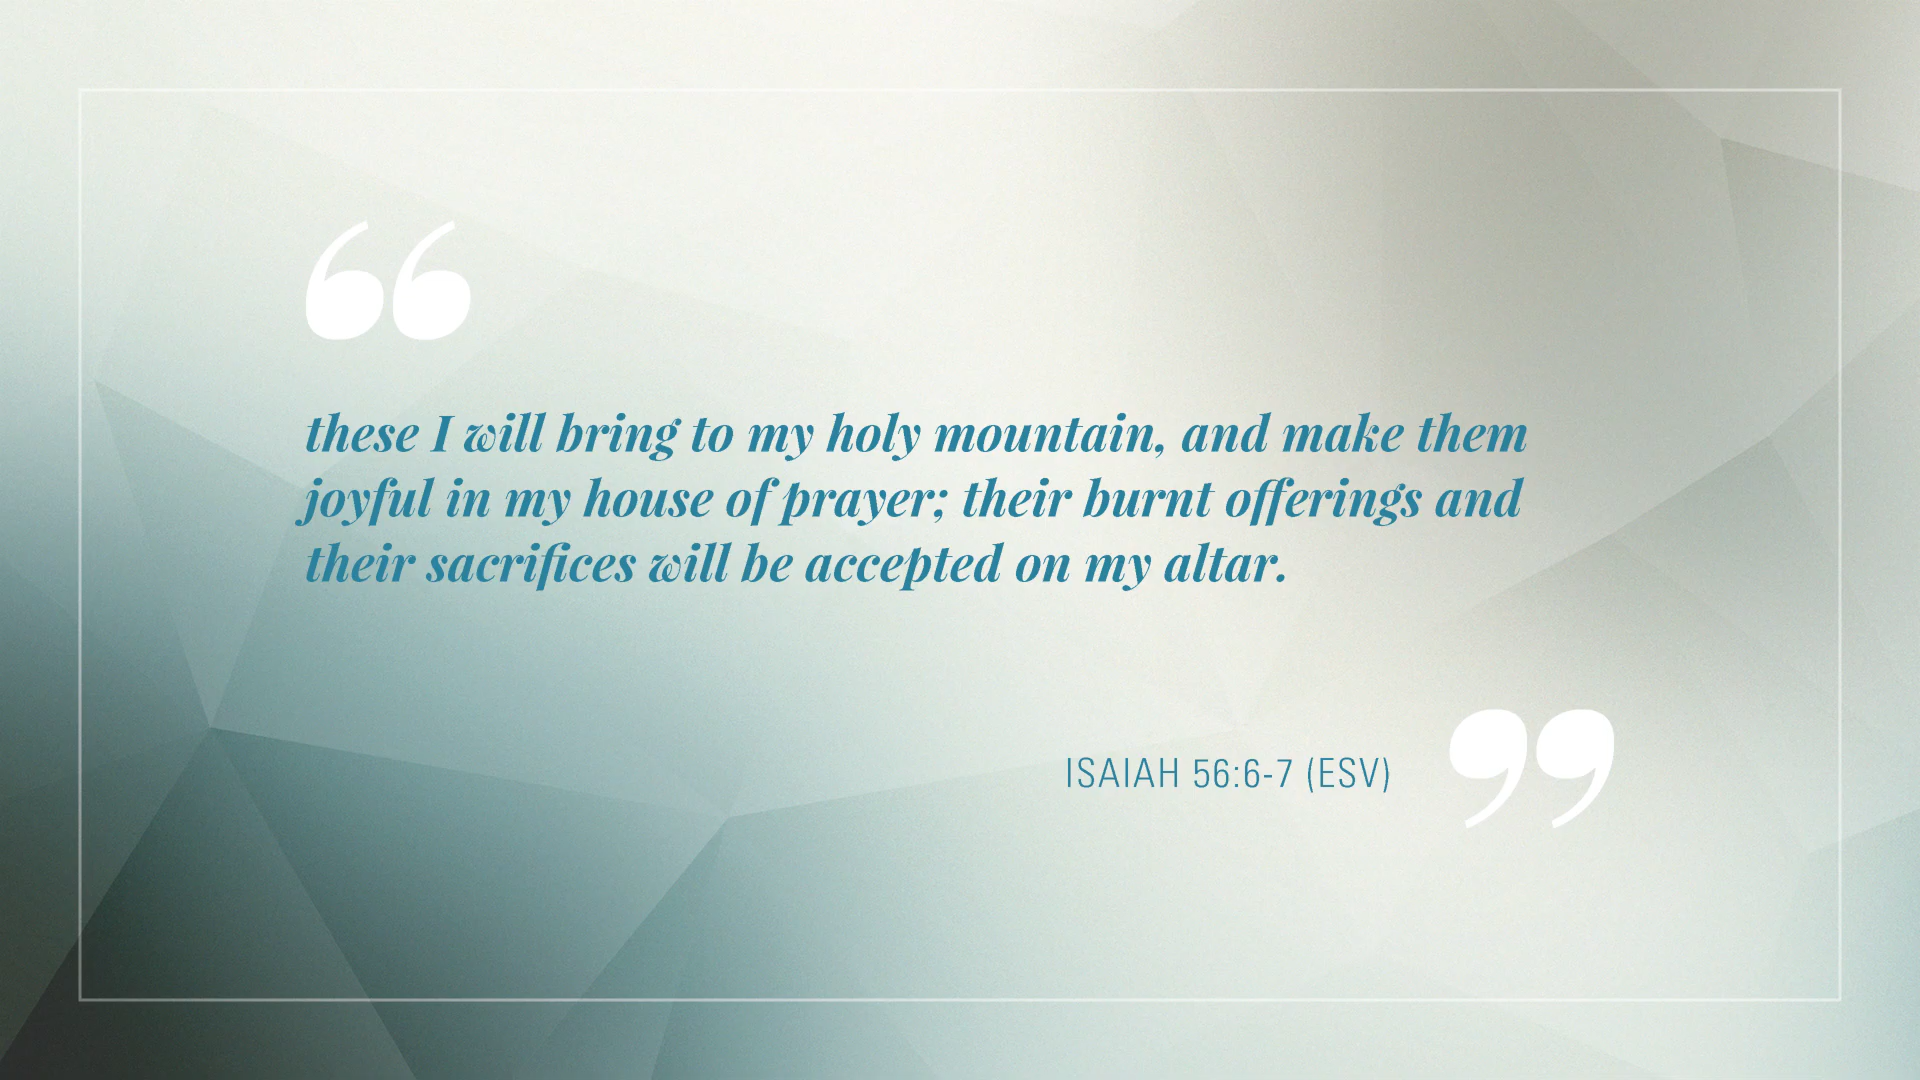 “
these I will bring to my holy mountain, and make them
joyful in my house of prayer; their burnt offerings and
their sacrifices will be accepted on my altar.
ISAIAH 56:6-7 (ESV) ”